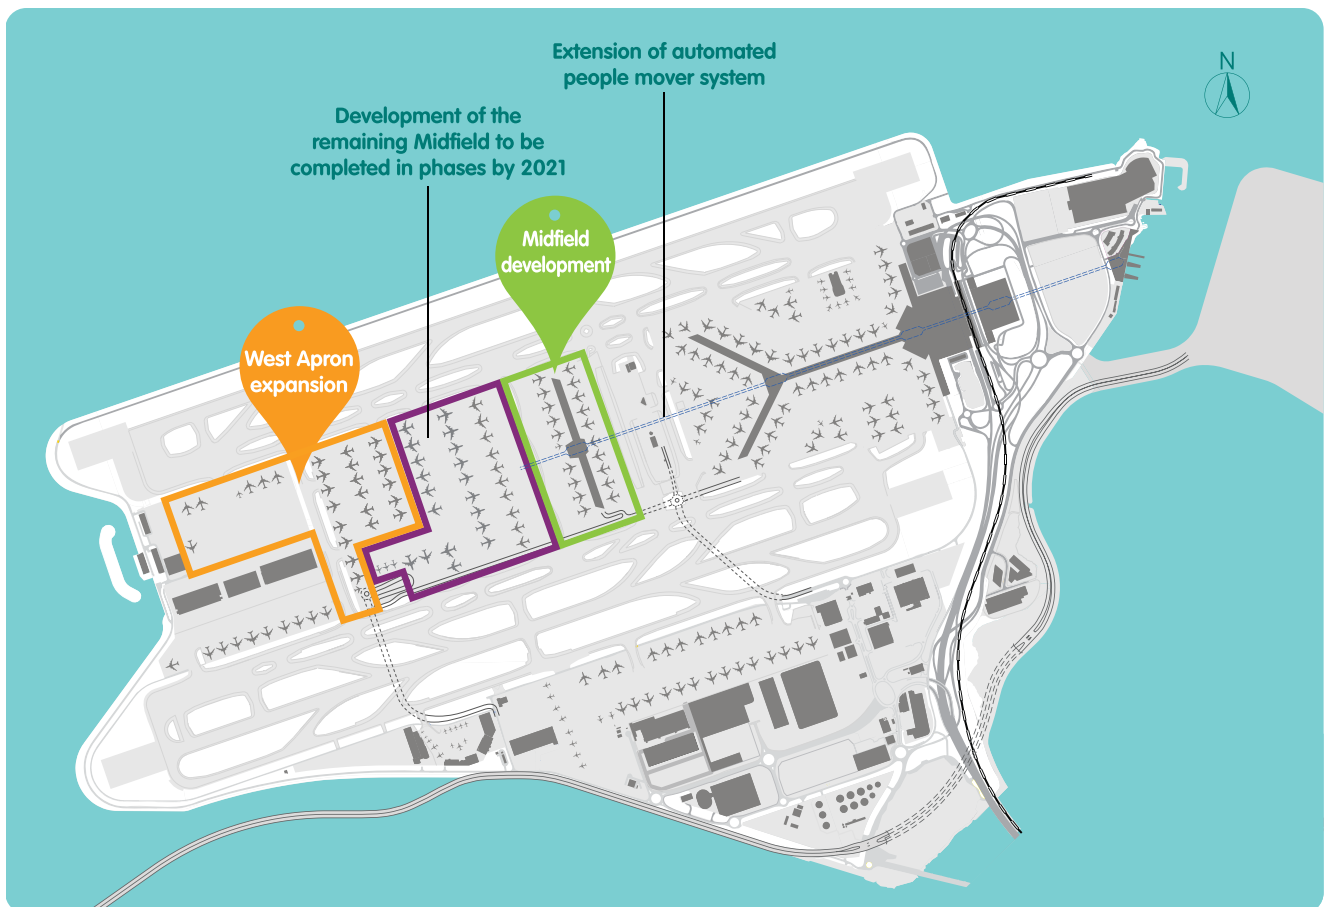 Extension of automated
people mover system
N
Development of the
remaining Midfield to be
completed in phases by 2021
Midfield
development
West Apron
expansion